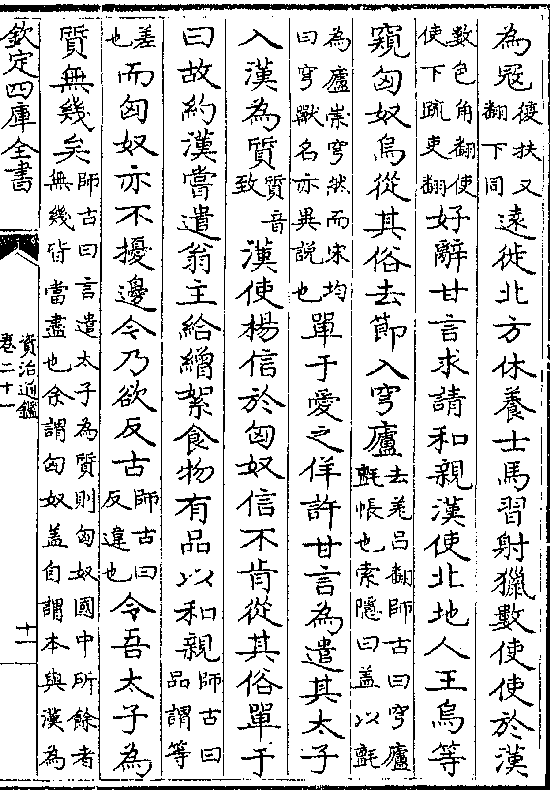 為冦復扶又翻下同遠徙北方休養士馬習射獵數使使於漢
數色角翻使使下疏吏翻好辭甘言求請和親漢使北地人王烏等
窺匈奴烏從其俗去節入穹廬去羌呂翻師古曰穹廬氈帳也索隱曰蓋以氈
為廬崇穹然而宋均曰穹獸名亦異說也單于愛之佯許甘言為遣其太子
入漢為質質音致漢使楊信於匈奴信不肯從其俗單于
曰故約漢嘗遣翁主給繒絮食物有品以和親師古曰品謂等
差也而匈奴亦不擾邊今乃欲反古師古曰反違也令吾太子為
質無幾矣師古曰言遣太子為質則匈奴國中所餘者無幾皆當盡也余謂匈奴蓋自謂本與漢為
欽定四庫全書
資治通鑑
卷二十一
十一